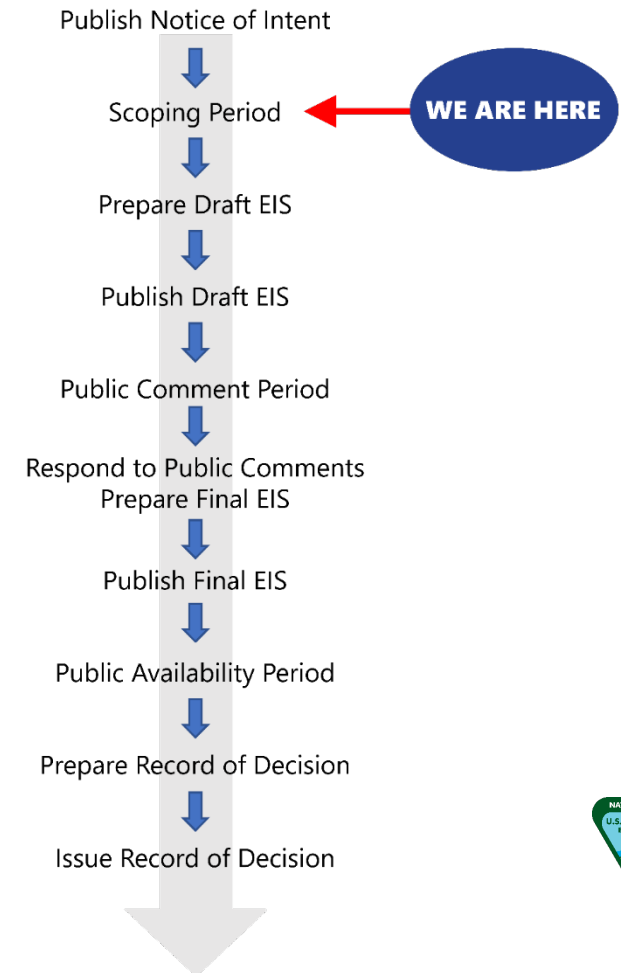 Publish Notice of Intent
Scoping Period
WE ARE HERE
Prepare Draft EIS
Publish Draft EIS
Public Comment Period
Respond to Public Comments
Prepare Final EIS
Publish Final EIS
Public Availability Period
Prepare Record of Decision
Issue Record of Decision
U.S.